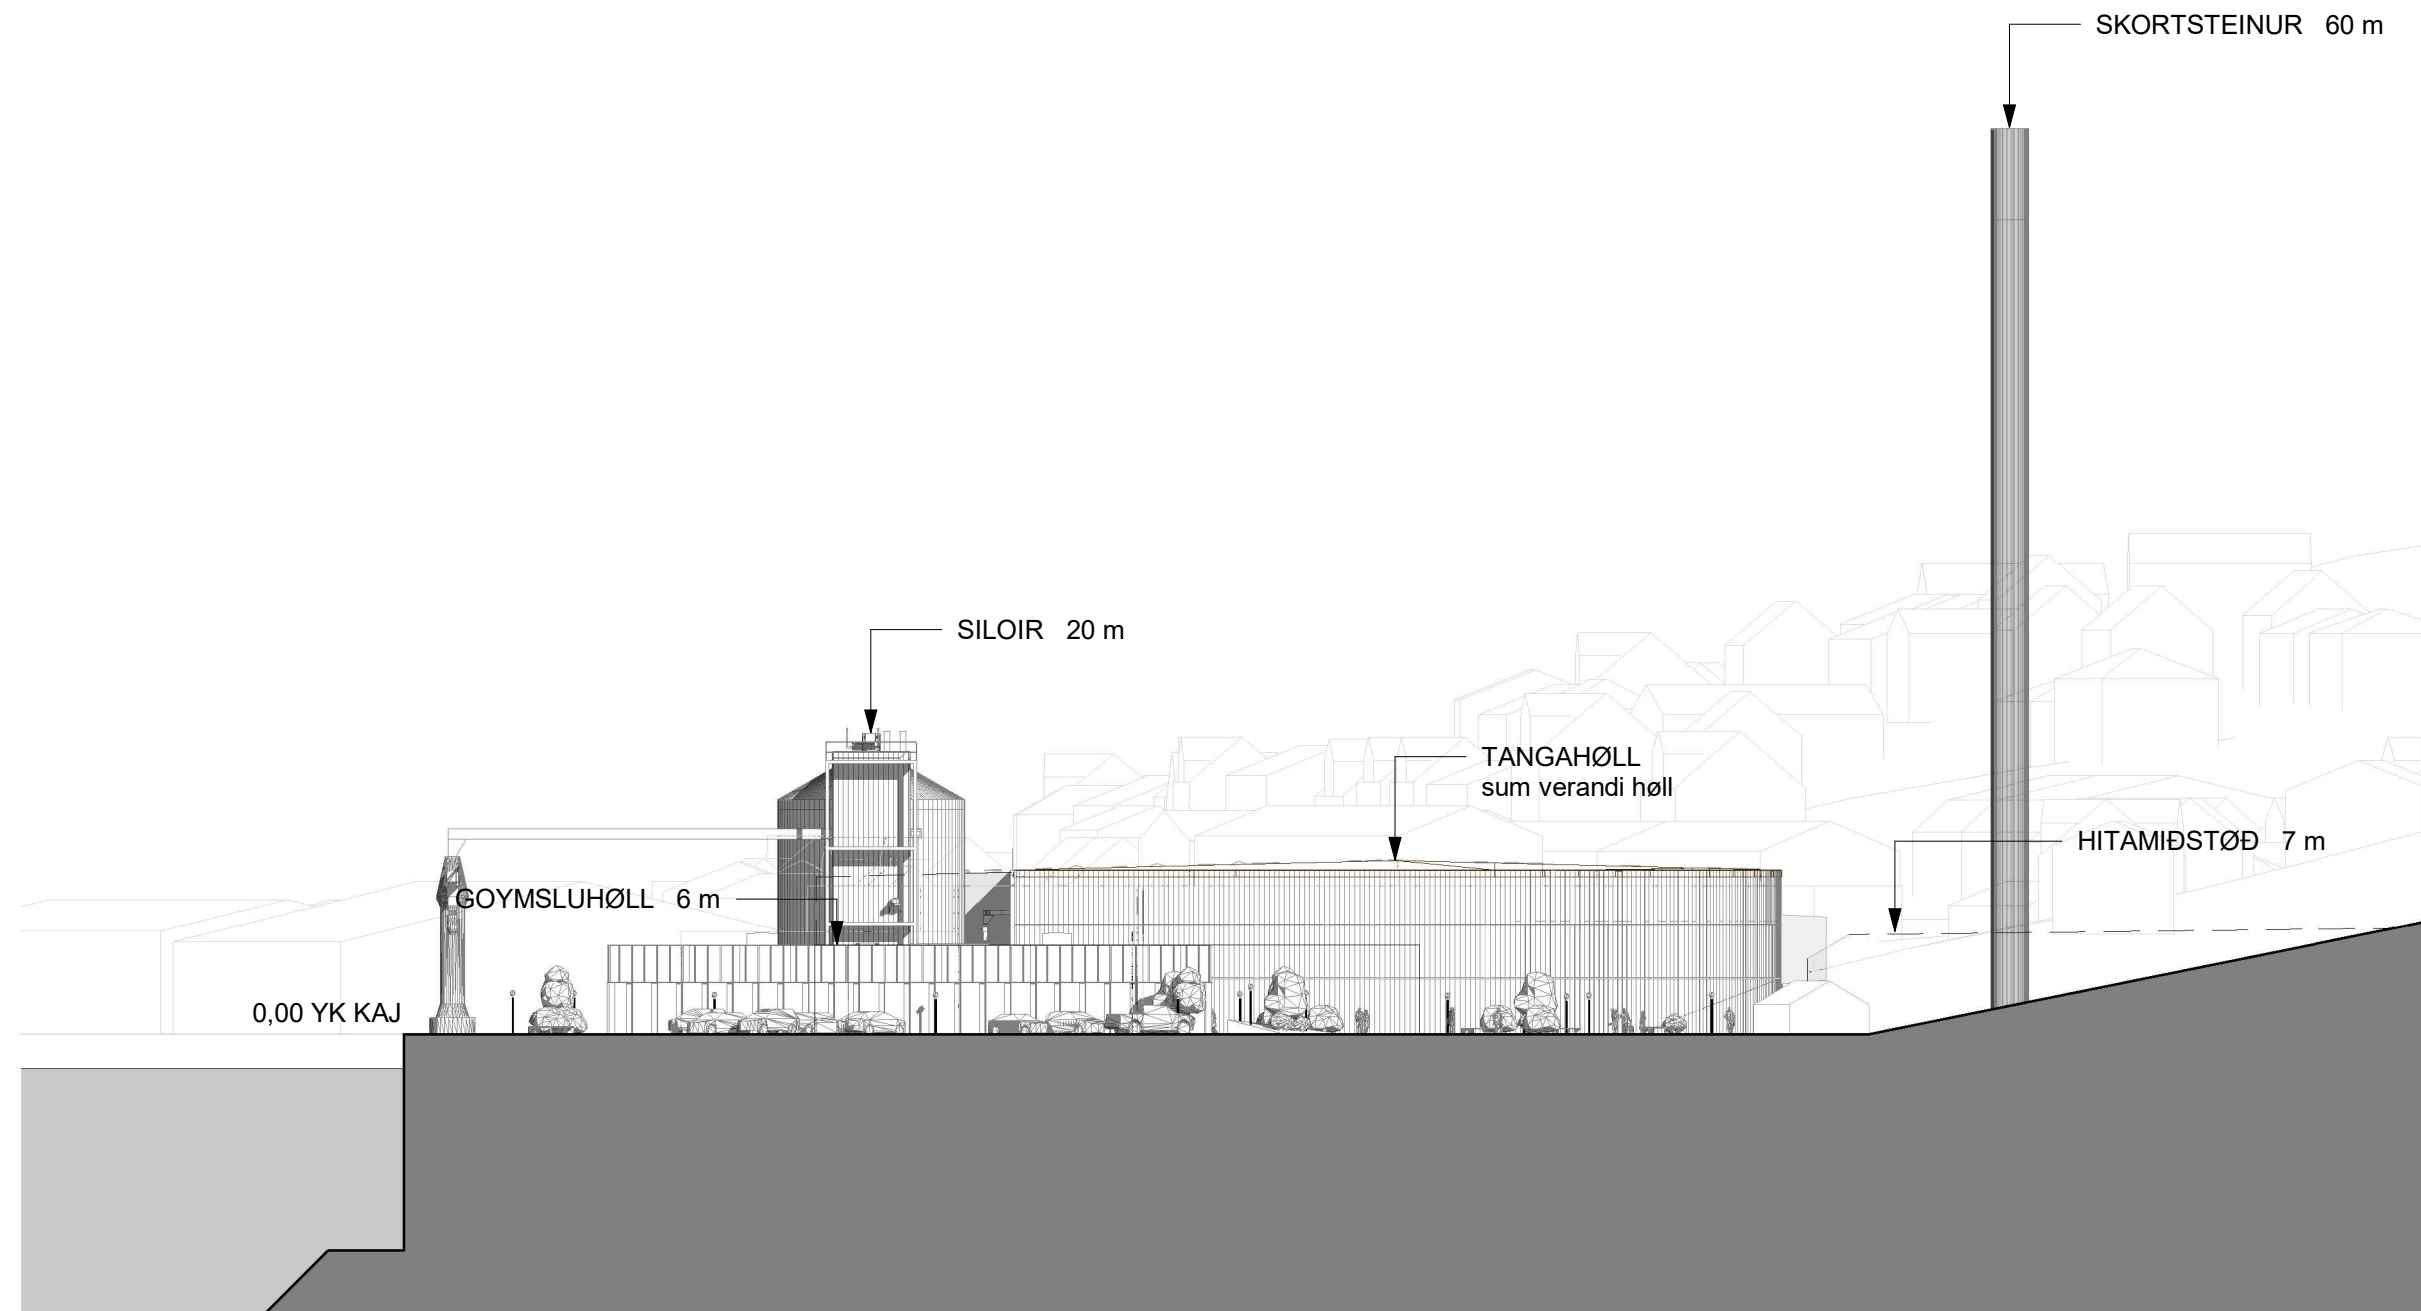 SKORTSTEINUR 60 m
SILOIR 20 m
TANGAHØLL
sum verandi høll
HITAMIÐSTØÐ 7 m
GOYMSLUHØLL 6 m
0,00 YK KAJ